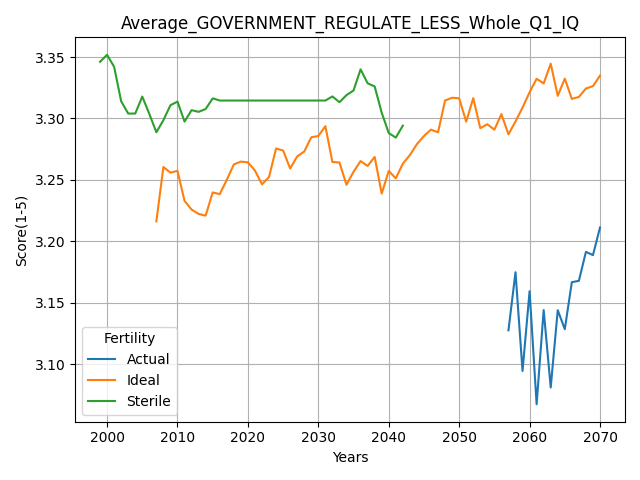 Average_GOVERNMENT_REGULATE_LESS_Whole_Q1_IQ
Score(1-5)
3.35
3.30
3.25
3.20
3.15
3.10
Fertility
Actual
Ideal
Sterile
2000 2010 2020 2030 2040 2050 2060 2070
Years